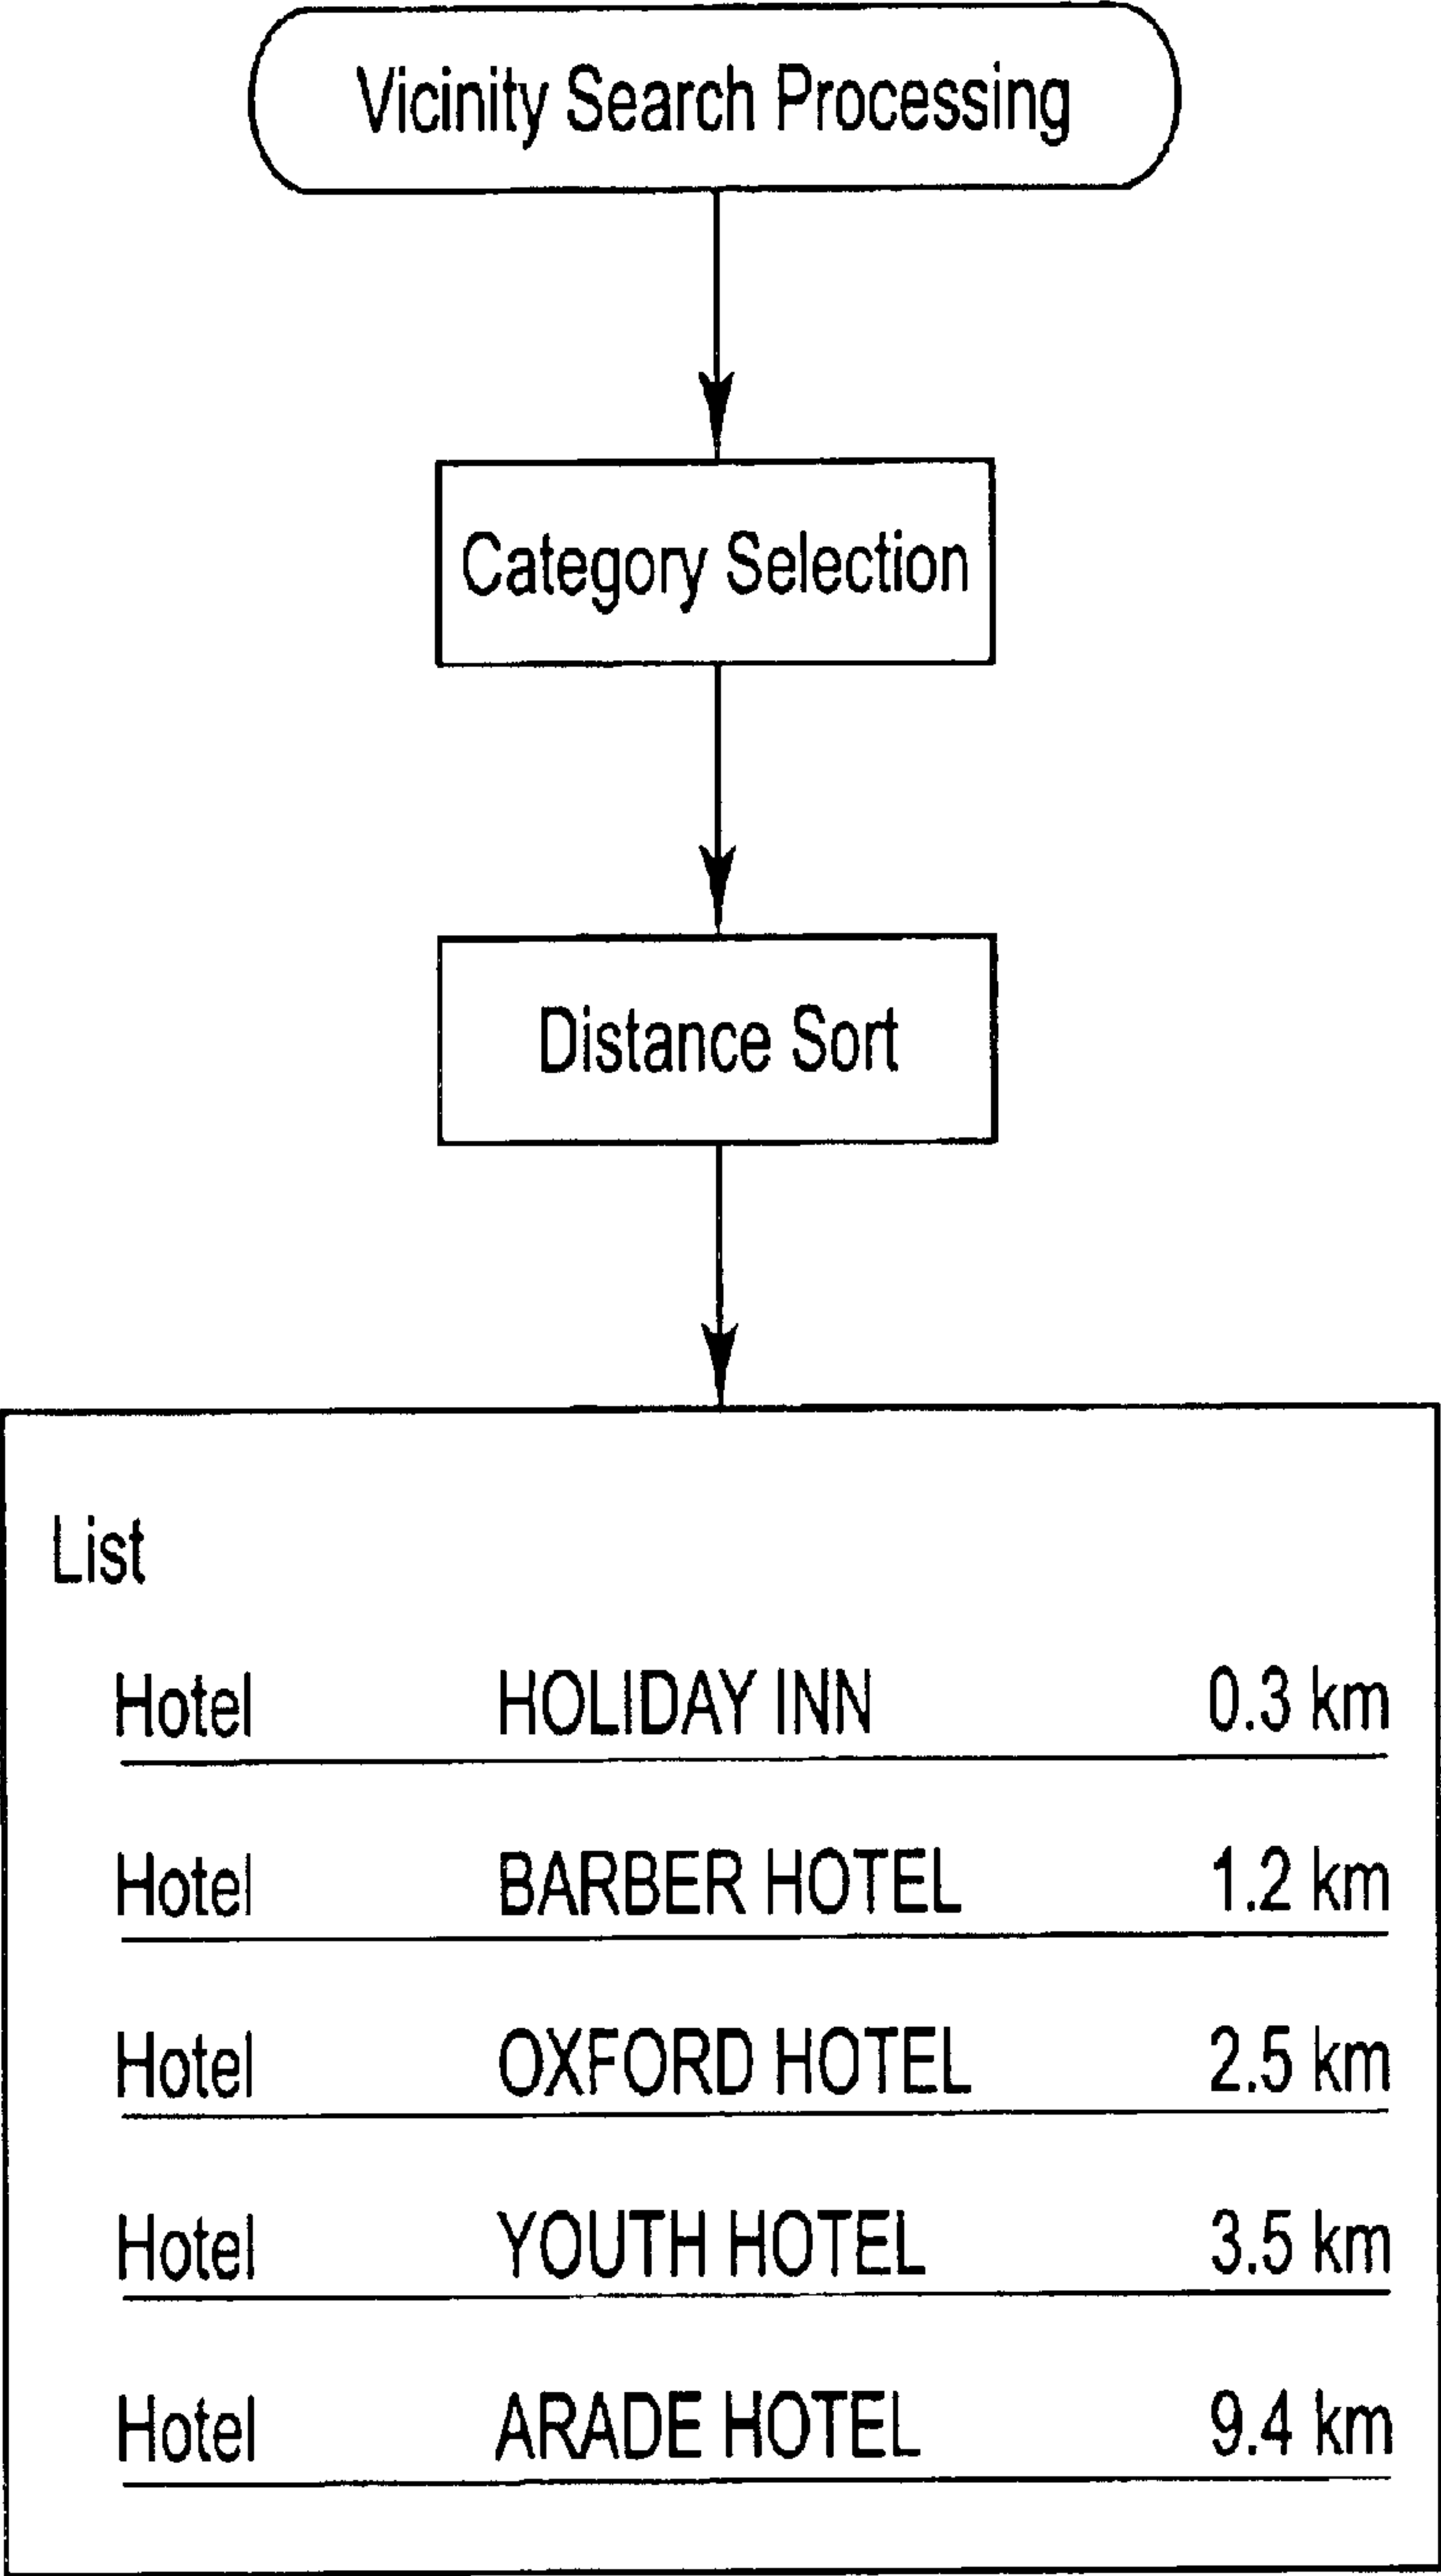 Vicinity Search Processing
Category Selection
Distance Sort
List
Hotel HOLIDAY INN 0.3 km
Hotel BARBER HOTEL 1.2 km
Hotel OXFORD HOTEL 2.5 km
Hotel YOUTH HOTEL 3.5 km
Hotel ARADE HOTEL 9.4 km